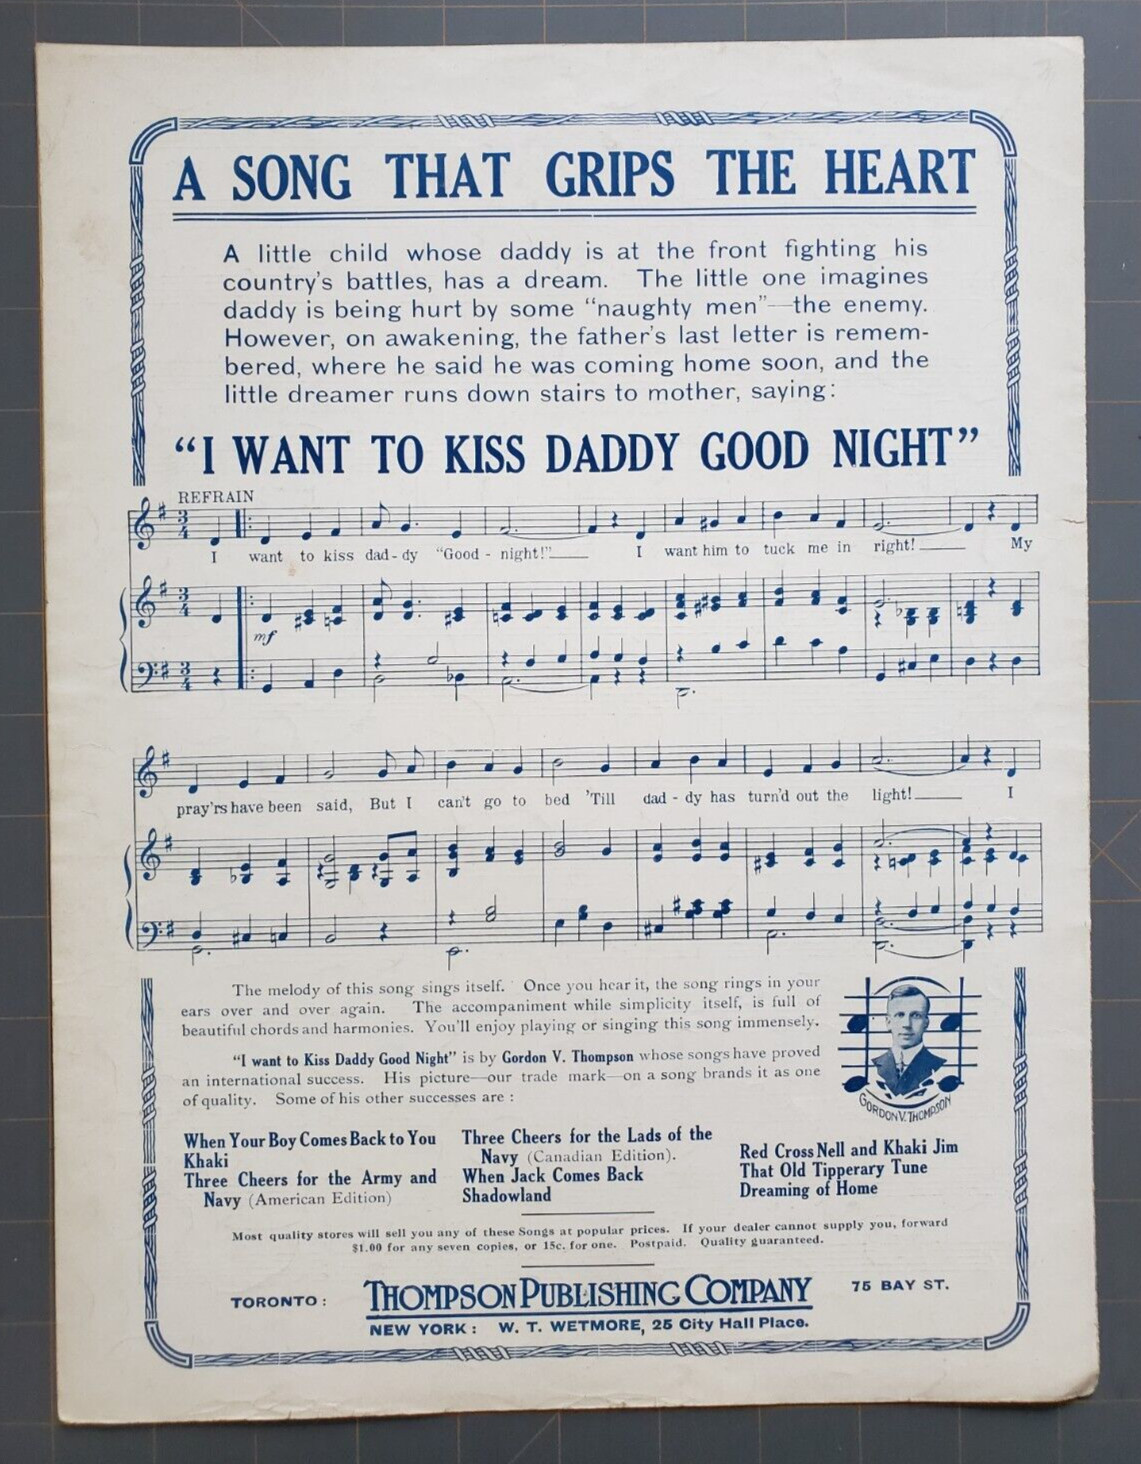 A SONG THAT GRIPS THE HEART
A little child whose daddy is at the front fighting his
country's battles, has a dream. The little one imagines
daddy is being hurt by some "naughty men"—the enemy.
However, on awakening, the father's last letter is remem-
bered, where he said he was coming home soon, and the
little dreamer runs down stairs to mother, saying:
"I WANT TO KISS DADDY GOOD NIGHT"
REFRAIN
I want to kiss dad-dy "Good - night!" I want him to tuck me in right! My
mf
pray'rs have been said, But I can't go to bed 'Till dad - dy has turn'd out the light! I
The melody of this song sings itself. Once you hear it, the song rings in your
ears over and over again. The accompaniment while simplicity itself, is full of
beautiful chords and harmonies. You'll enjoy playing or singing this song immensely.
"I want to Kiss Daddy Good Night" is by Gordon V. Thompson whose songs have proved
an international success. His picture—our trade mark—on a song brands it as one
of quality. Some of his other successes are :
GORDON V. THOMPSON
When Your Boy Comes Back to You
Khaki
Three Cheers for the Army and
Navy (American Edition)
Three Cheers for the Lads of the
Navy (Canadian Edition).
When Jack Comes Back
Shadowland
Red Cross Nell and Khaki Jim
That Old Tipperary Tune
Dreaming of Home
Most quality stores will sell you any of these Songs at popular prices. If your dealer cannot supply you, forward
$1.00 for any seven copies, or 15c. for one. Postpaid. Quality guaranteed.
TORONTO: THOMPSON PUBLISHING COMPANY 75 BAY ST.
NEW YORK: W. T. WETMORE, 25 City Hall Place.